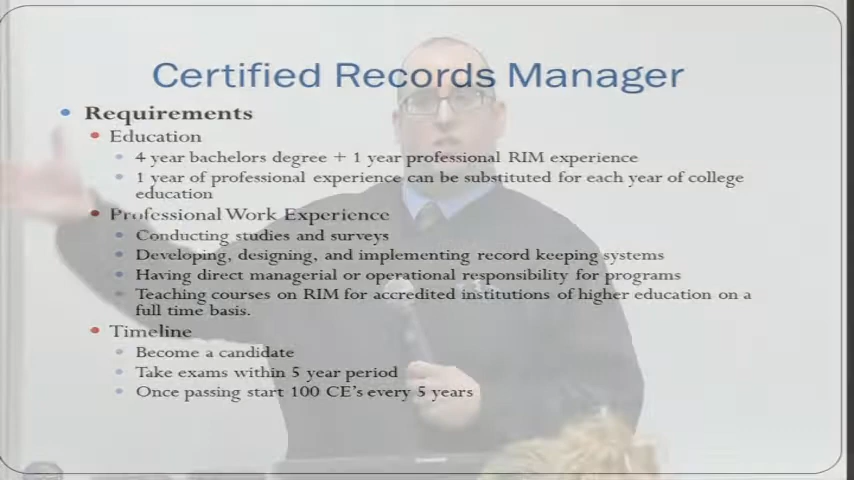 Certified Records Manager
Requirements
Education
4 year bachelors degree + 1 year professional RIM experience
1 year of professional experience can be substituted for each year of college
education
Professional Work Experience
Conducting studies and surveys
Developing, designing, and implementing record keeping systems
Having direct managerial or operational responsibility for programs
Teaching courses on RIM for accredited institutions of higher education on a
full time basis.
Timeline
Become a candidate
Take exams within 5 year period
Once passing start 100 CE's every 5 years